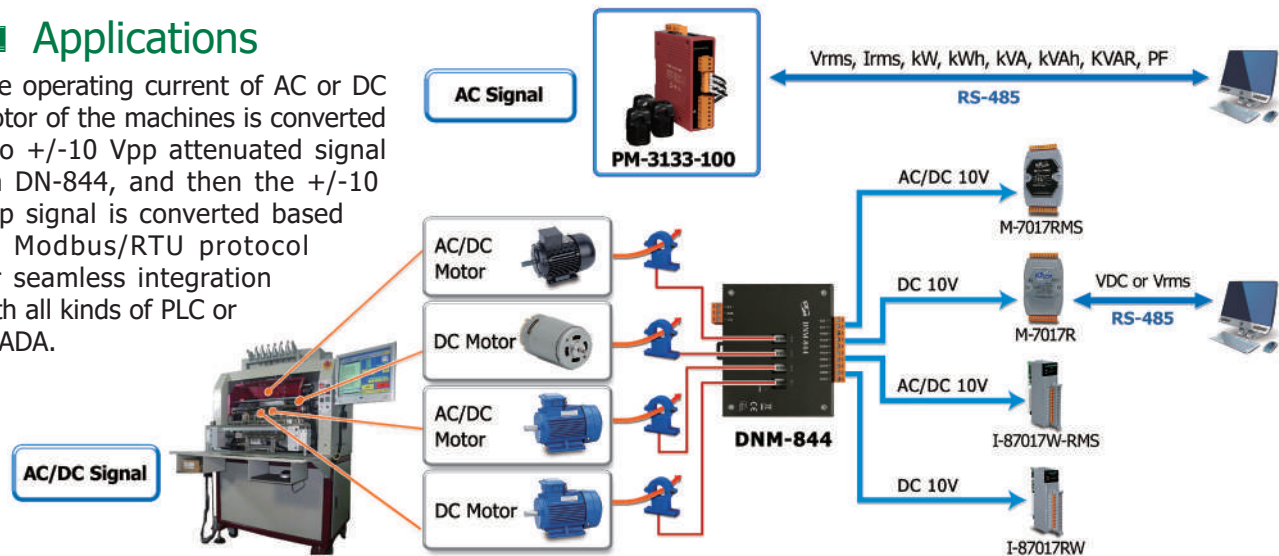 Applications
e operating current of AC or DC
otor of the machines is converted
o +/-10 Vpp attenuated signal
DN-844, and then the +/-10
p signal is converted based
Modbus/RTU protocol
r seamless integration
th all kinds of PLC or
ADA.
AC Signal
PM-3133-100
Vrms, Irms, kW, kWh, kVA, kVAh, KVAR, PF
RS-485
AC/DC
Motor
DC Motor
AC/DC
Motor
DC Motor
AC/DC Signal
DNM-844
DNM-844
AC/DC 10V
M-7017RMS
DC 10V
M-7017R
VDC or Vrms
RS-485
AC/DC 10V
I-87017W-RMS
DC 10V
I-87017RW